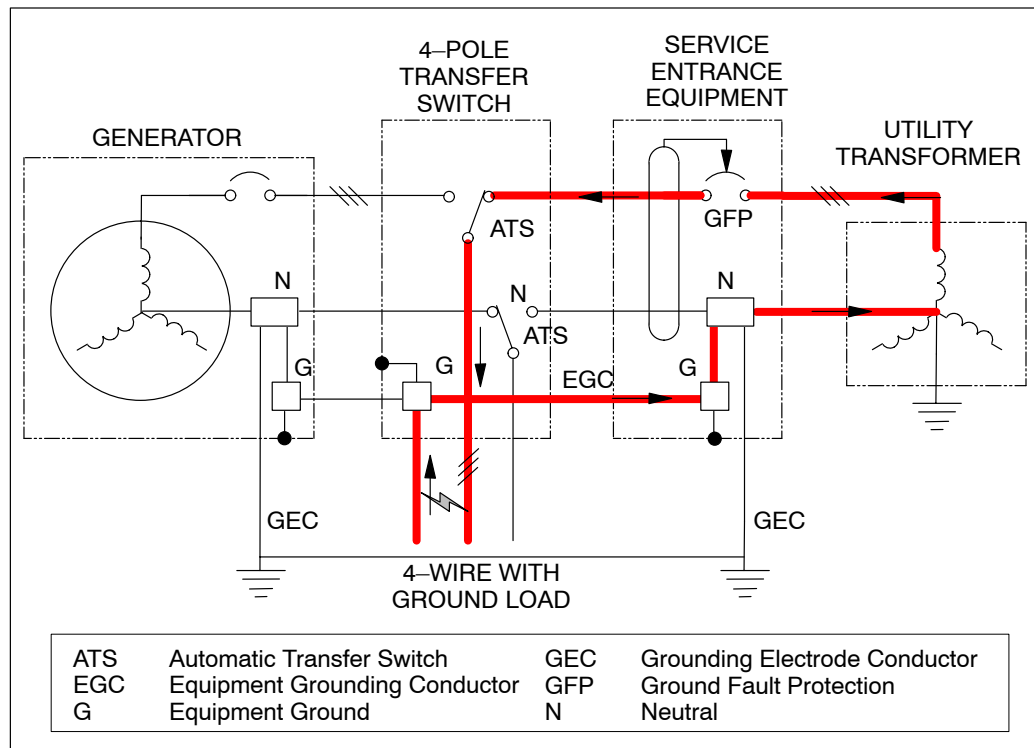 4–POLE
TRANSFER
SWITCH
SERVICE
ENTRANCE
EQUIPMENT
GENERATOR
UTILITY
TRANSFORMER
ATS
GFP
N
N
N
ATS
G
G
EGC
G
GEC
GEC
4–WIRE WITH
GROUND LOAD
ATS Automatic Transfer Switch GEC Grounding Electrode Conductor
EGC Equipment Grounding Conductor GFP Ground Fault Protection
G Equipment Ground N Neutral